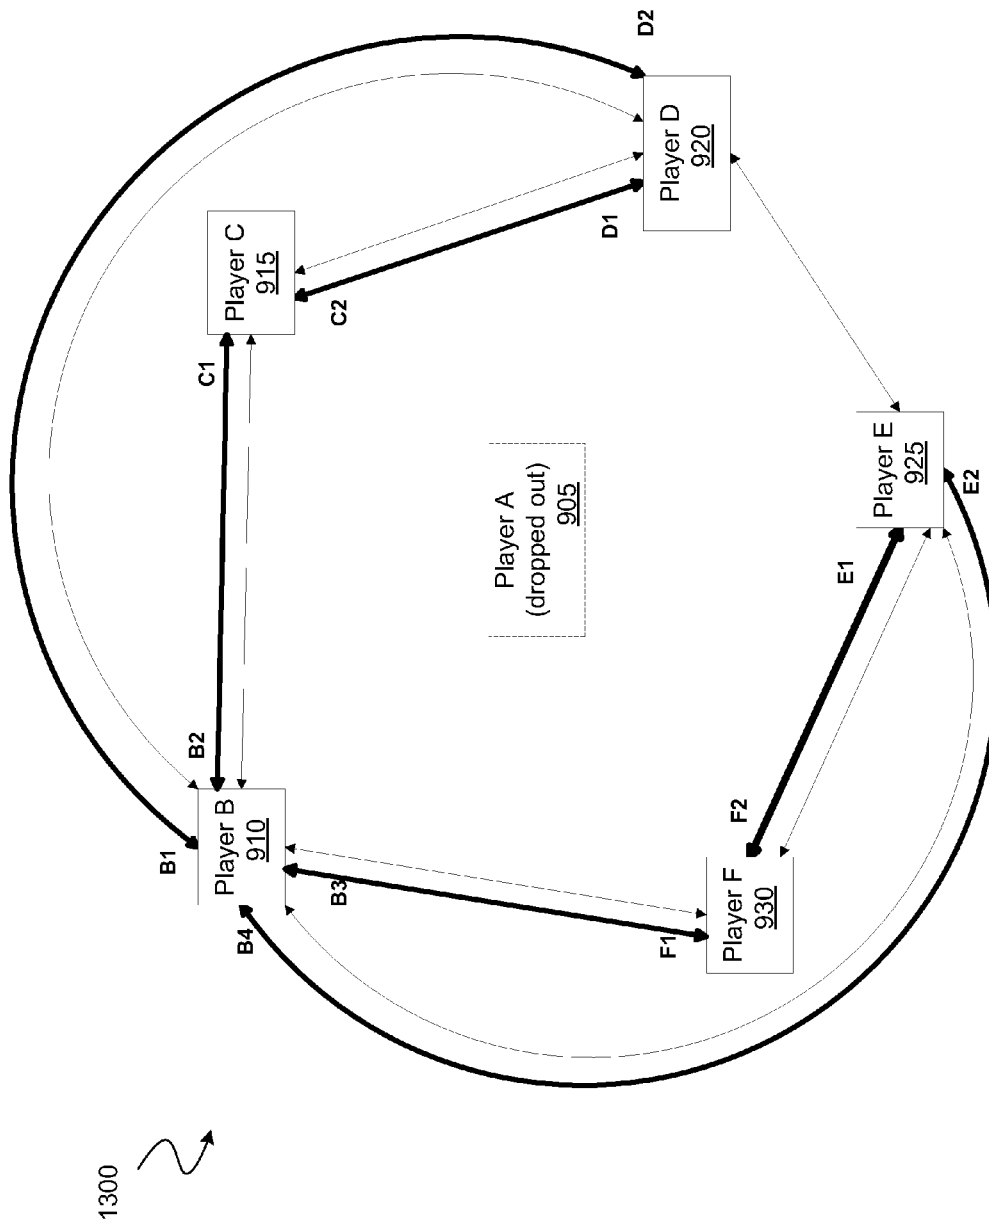 1300
B4
B1
Player B
910
B2
B3
F1
Player F
930
F2
C1
Player C
915
C2
Player A
(dropped out)
905
D1
D2
Player D
920
E1
Player E
925
E2